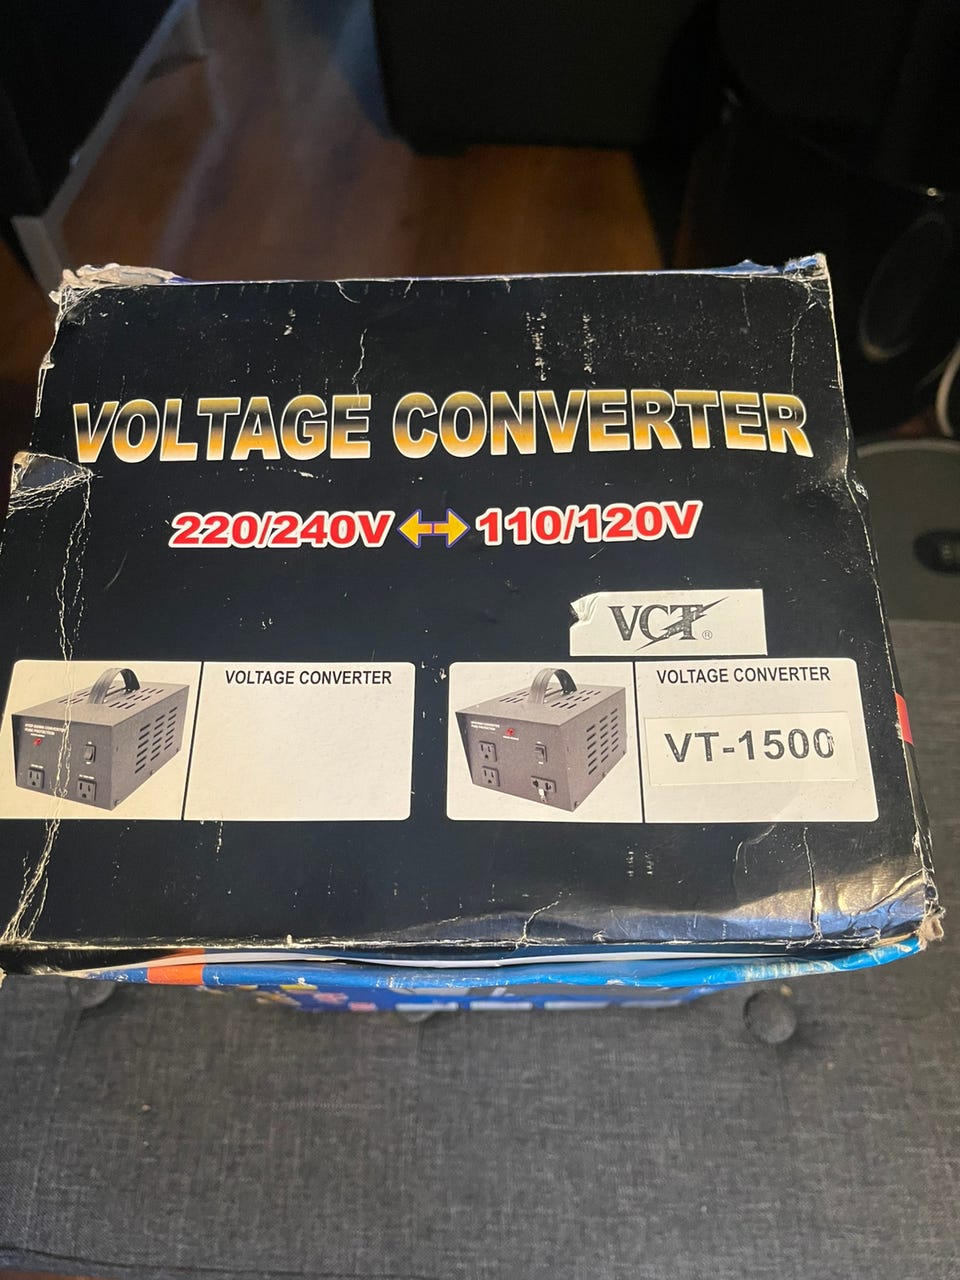 VOLTAGE CONVERTER
220/240V ↔ 110/120V
VCT®
VOLTAGE CONVERTER
VOLTAGE CONVERTER
VT-1500